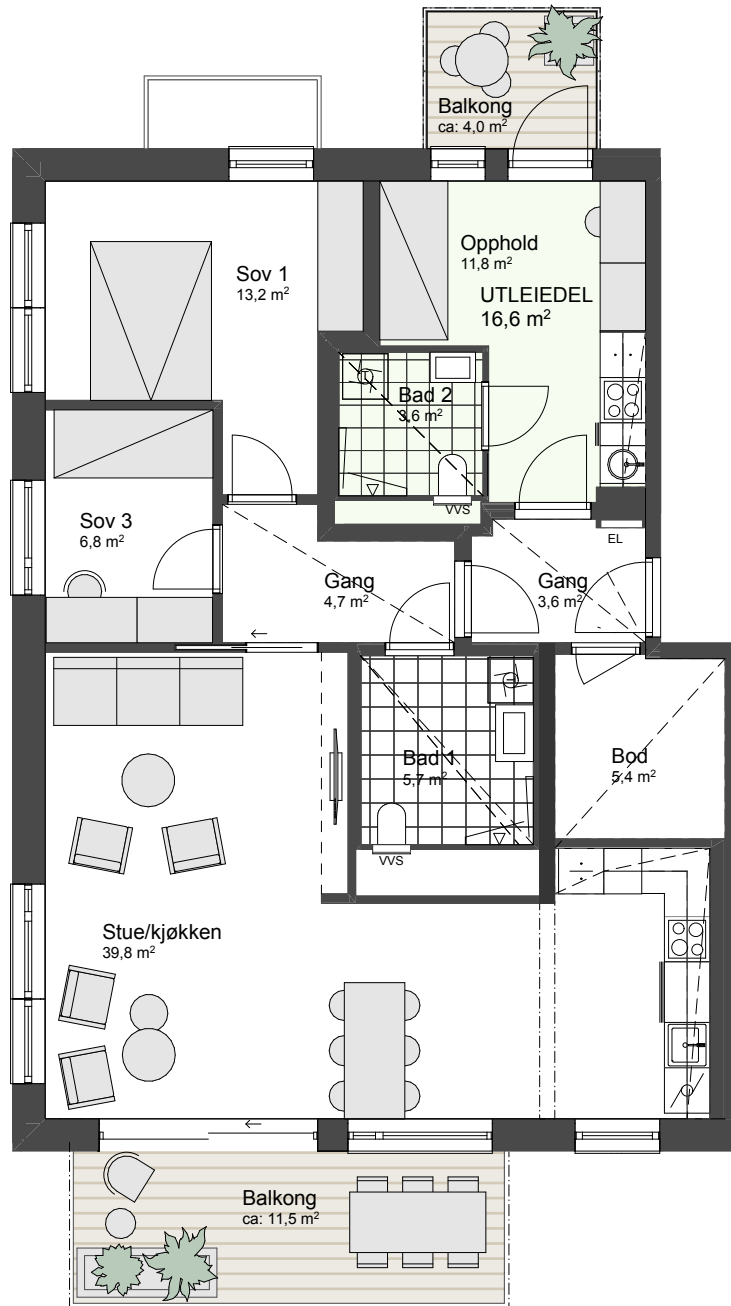 Balkong
ca: 4,0 m²
Opphold
11,8 m²
UTLEIEDEL
16,6 m²
Sov 1
13,2 m²
Bad 2
3,6 m²
VVS
Sov 3
6,8 m²
EL
Gang
4,7 m²
Gang
3,6 m²
Bad 1
5,7 m²
Bod
5,4 m²
VVS
Stue/kjøkken
39,8 m²
Balkong
ca: 11,5 m²